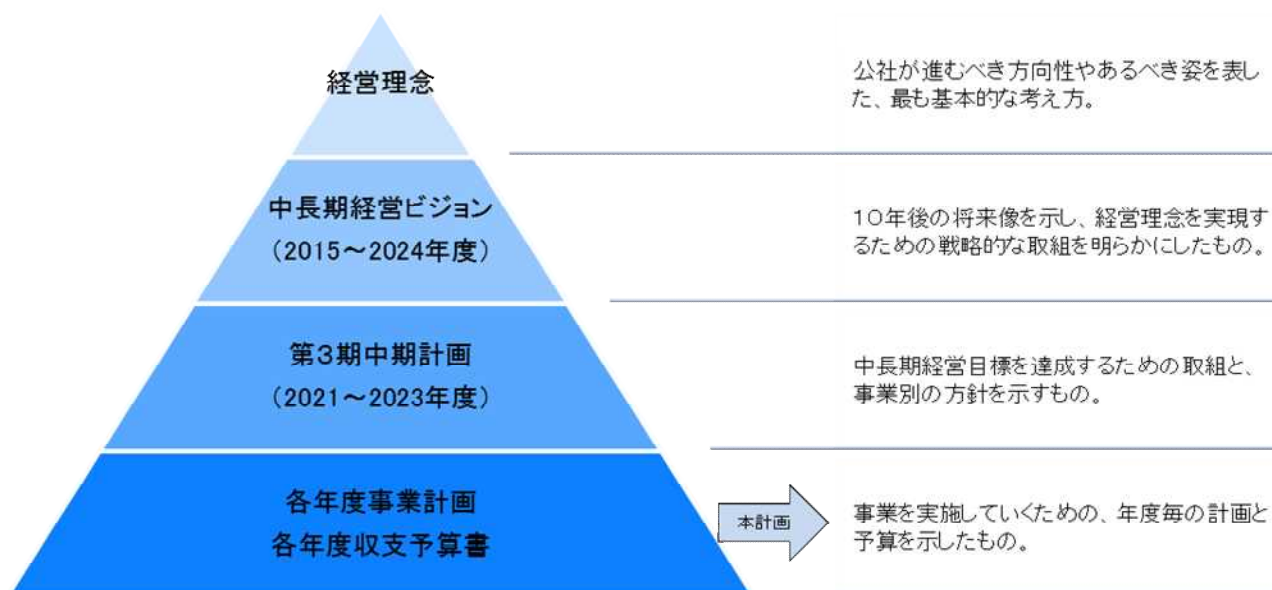 経営理念
公社が進むべき方向性やあるべき姿を表し
た、最も基本的な考え方。
中長期経営ビジョン
（2015～2024年度）
10年後の将来像を示し、経営理念を実現す
るための戦略的な取組を明らかにしたもの。
第3期中期計画
（2021～2023年度）
中長期経営目標を達成するための取組と、
事業別の方針を示すもの。
各年度事業計画
各年度収支予算書
本計画
事業を実施していくための、年度毎の計画と
予算を示したもの。